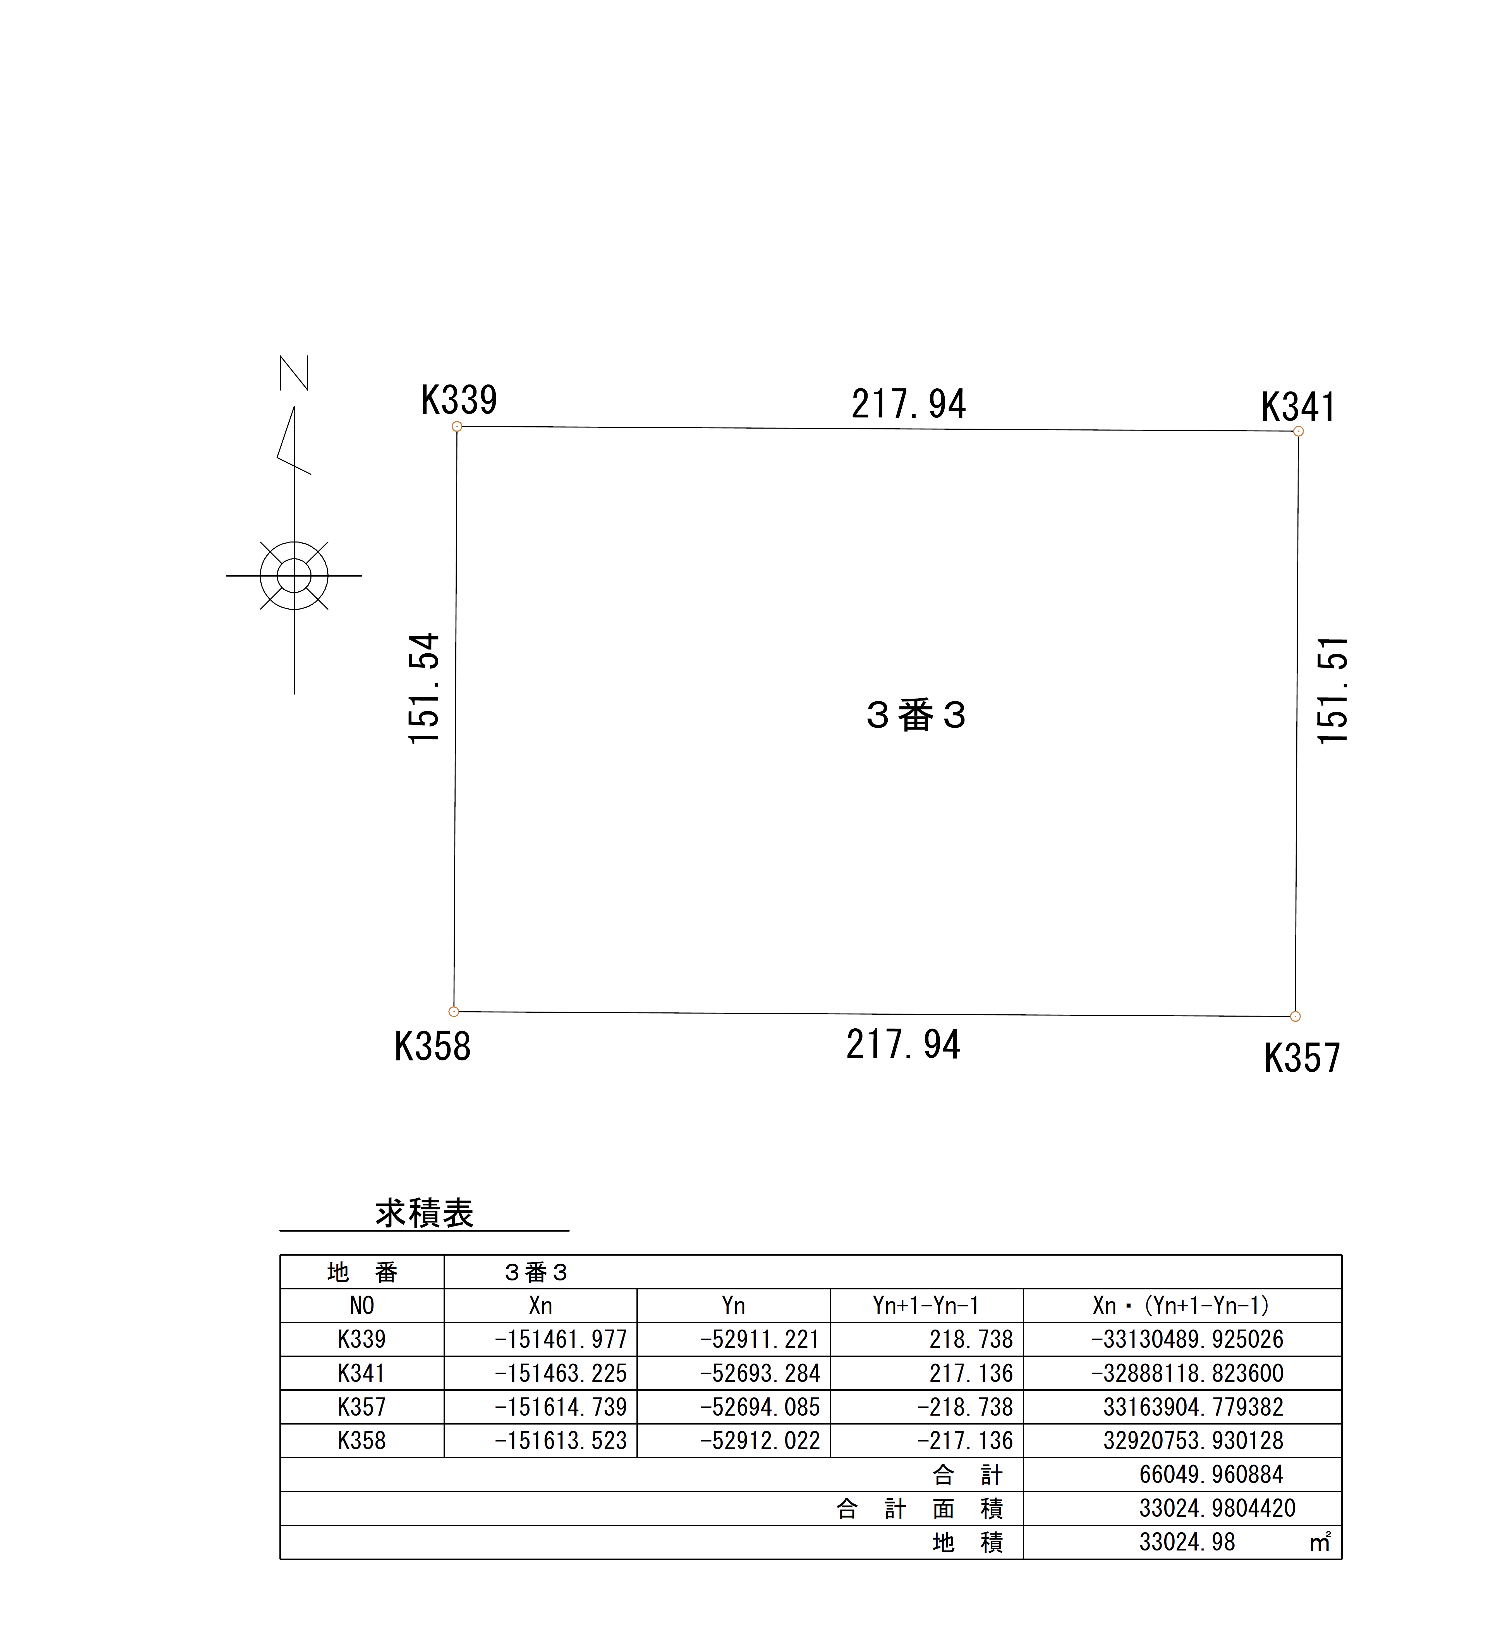 N
K339
217.94
K341
151.54
151.51
３番３
K358
217.94
K357
求積表
地　番 ３番３
NO Xn Yn Yn+1-Yn-1 Xn・(Yn+1-Yn-1)
K339 -151461.977 -52911.221 218.738 -33130489.925026
K341 -151463.225 -52693.284 217.136 -32888118.823600
K357 -151614.739 -52694.085 -218.738 33163904.779382
K358 -151613.523 -52912.022 -217.136 32920753.930128
合　計 66049.960884
合　計　面　積 33024.9804420
地　積 33024.98 ㎡